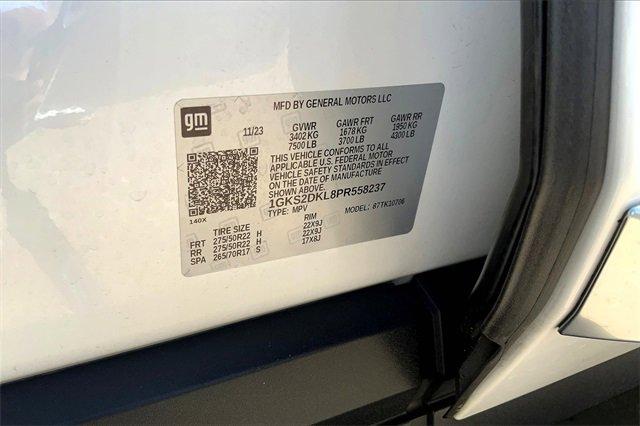 gm
MFD BY GENERAL MOTORS LLC
11/23 GVWR GAWR FRT GAWR RR
3402 KG 1678 KG 1950 KG
7500 LB 3700 LB 4300 LB
THIS VEHICLE CONFORMS TO ALL
APPLICABLE U.S. FEDERAL MOTOR
VEHICLE SAFETY STANDARDS IN EFFECT
ON THE DATE OF MANUFACTURE
SHOWN ABOVE.
1GKS2DKL8PR558237
TYPE: MPV MODEL: 87TK10706
140X
TIRE SIZE RIM
FRT 275/50R22 H 22X9J
RR 275/50R22 H 22X9J
SPA 265/70R17 S 17X8J